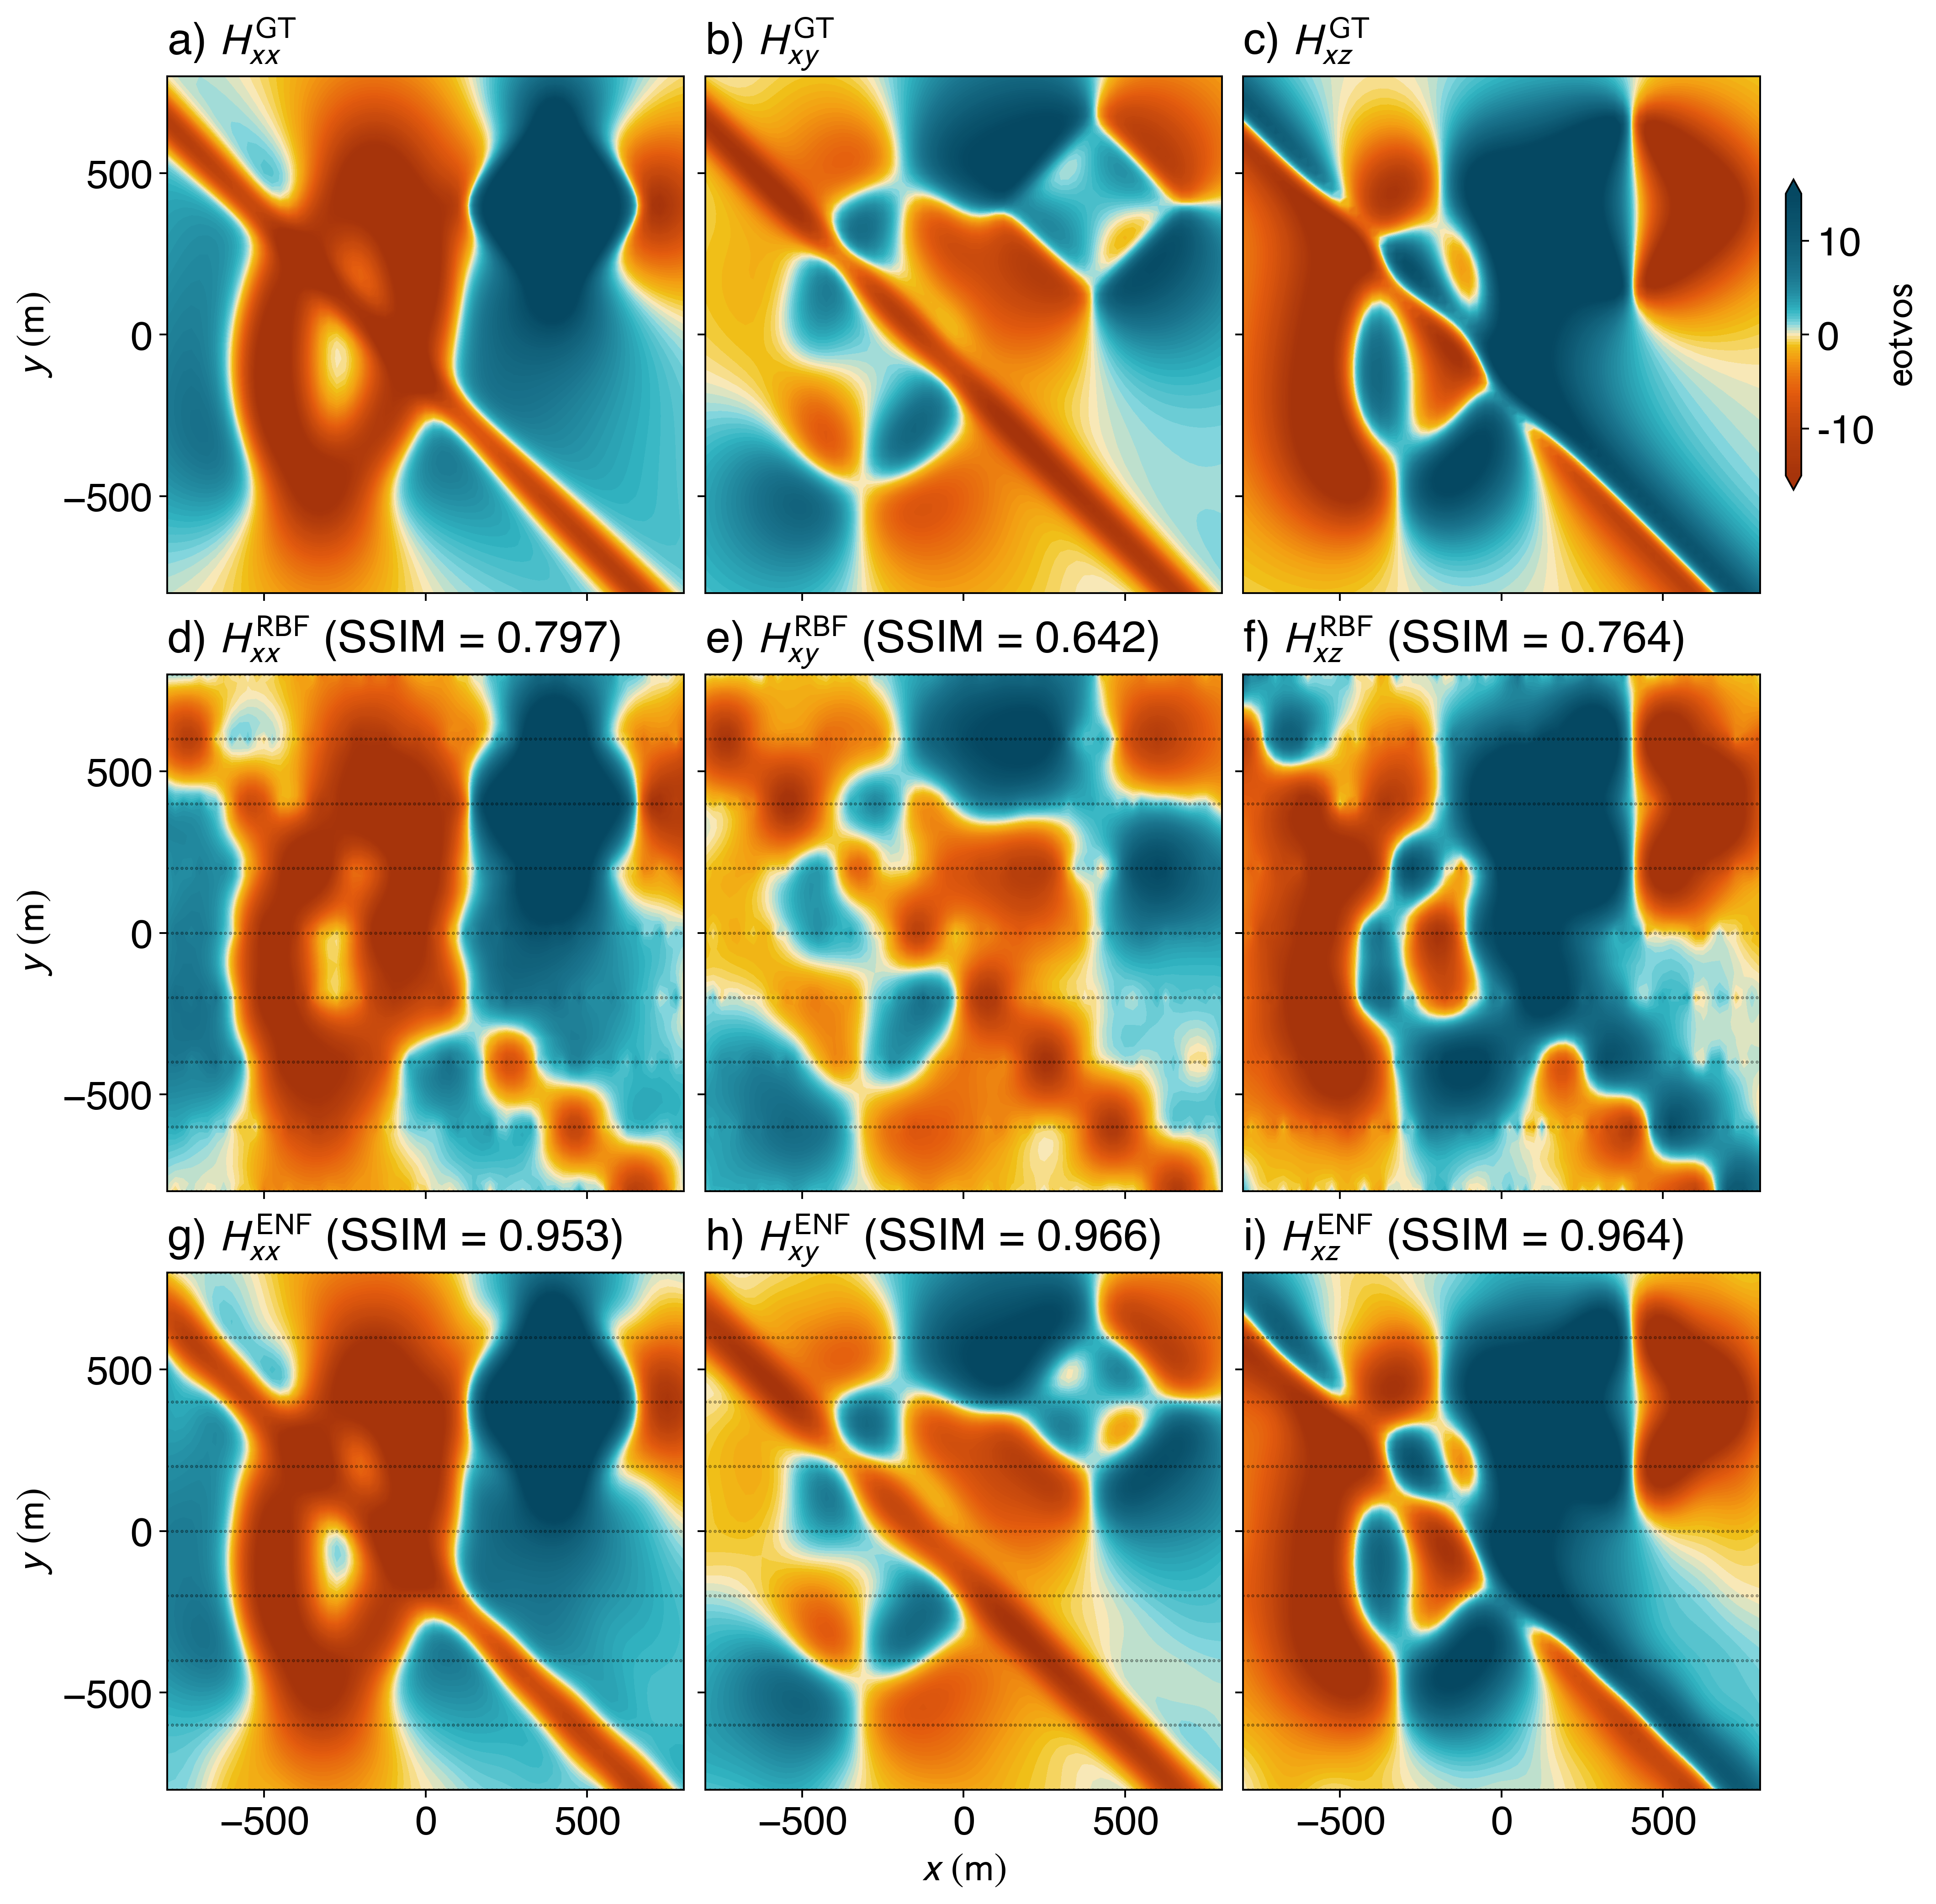 a) H_xx^GT b) H_xy^GT c) H_xz^GT
500
0
−500
y (m)
10
0
-10
eotvos
d) H_xx^RBF (SSIM = 0.797) e) H_xy^RBF (SSIM = 0.642) f) H_xz^RBF (SSIM = 0.764)
500
0
−500
y (m)
g) H_xx^ENF (SSIM = 0.953) h) H_xy^ENF (SSIM = 0.966) i) H_xz^ENF (SSIM = 0.964)
500
0
−500
y (m)
−500 0 500 −500 0 500 −500 0 500
x (m)